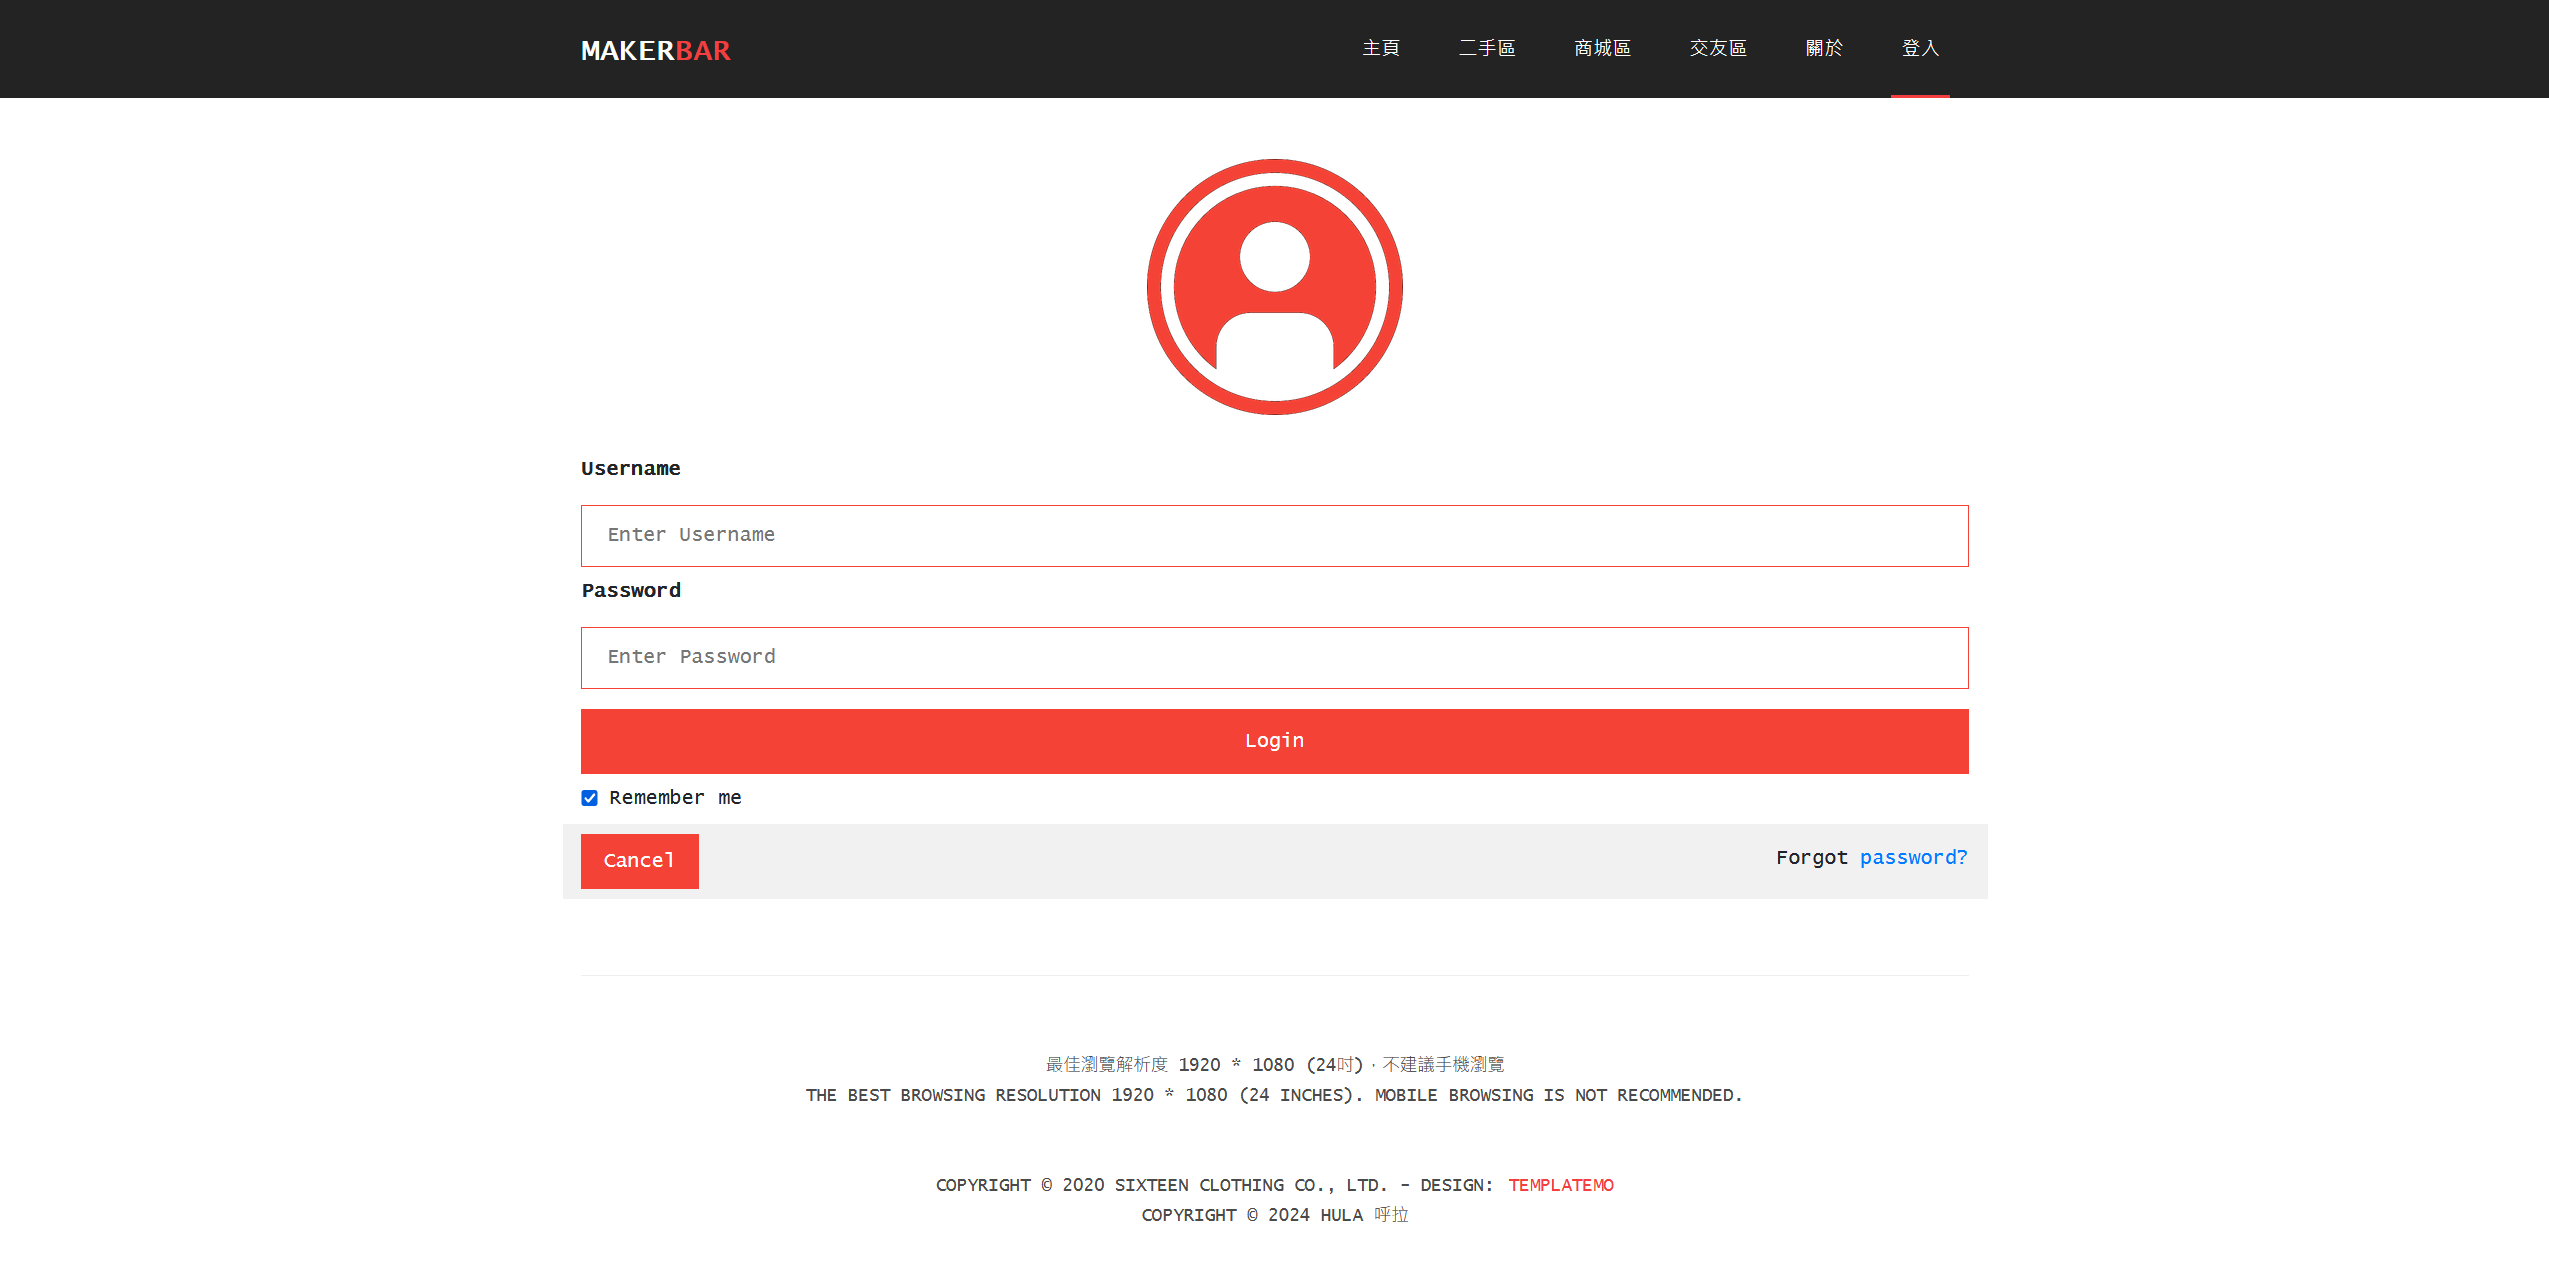 MAKERBAR
主頁 二手區 商城區 交友區 關於 登入
Username
Enter Username
Password
Enter Password
Login
Remember me
Cancel
Forgot password?
最佳瀏覽解析度 1920 * 1080 (24吋)，不建議手機瀏覽
THE BEST BROWSING RESOLUTION 1920 * 1080 (24 INCHES). MOBILE BROWSING IS NOT RECOMMENDED.
COPYRIGHT © 2020 SIXTEEN CLOTHING CO., LTD. - DESIGN: TEMPLATEMO
COPYRIGHT © 2024 HULA 呼拉